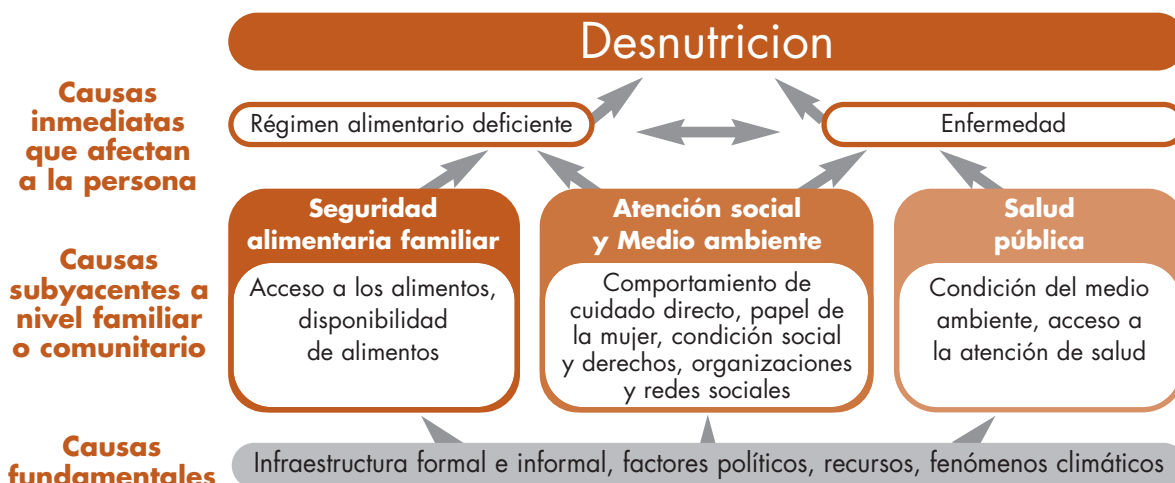 Desnutricion
Causas
inmediatas
que afectan
a la persona
Régimen alimentario deficiente
Enfermedad
Causas
subyacentes a
nivel familiar
o comunitario
Seguridad
alimentaria familiar
Acceso a los alimentos,
disponibilidad
de alimentos
Atención social
y Medio ambiente
Comportamiento de
cuidado directo, papel de
la mujer, condición social
y derechos, organizaciones
y redes sociales
Salud
pública
Condición del medio
ambiente, acceso a
la atención de salud
Causas
fundamentales
Infraestructura formal e informal, factores políticos, recursos, fenómenos climáticos